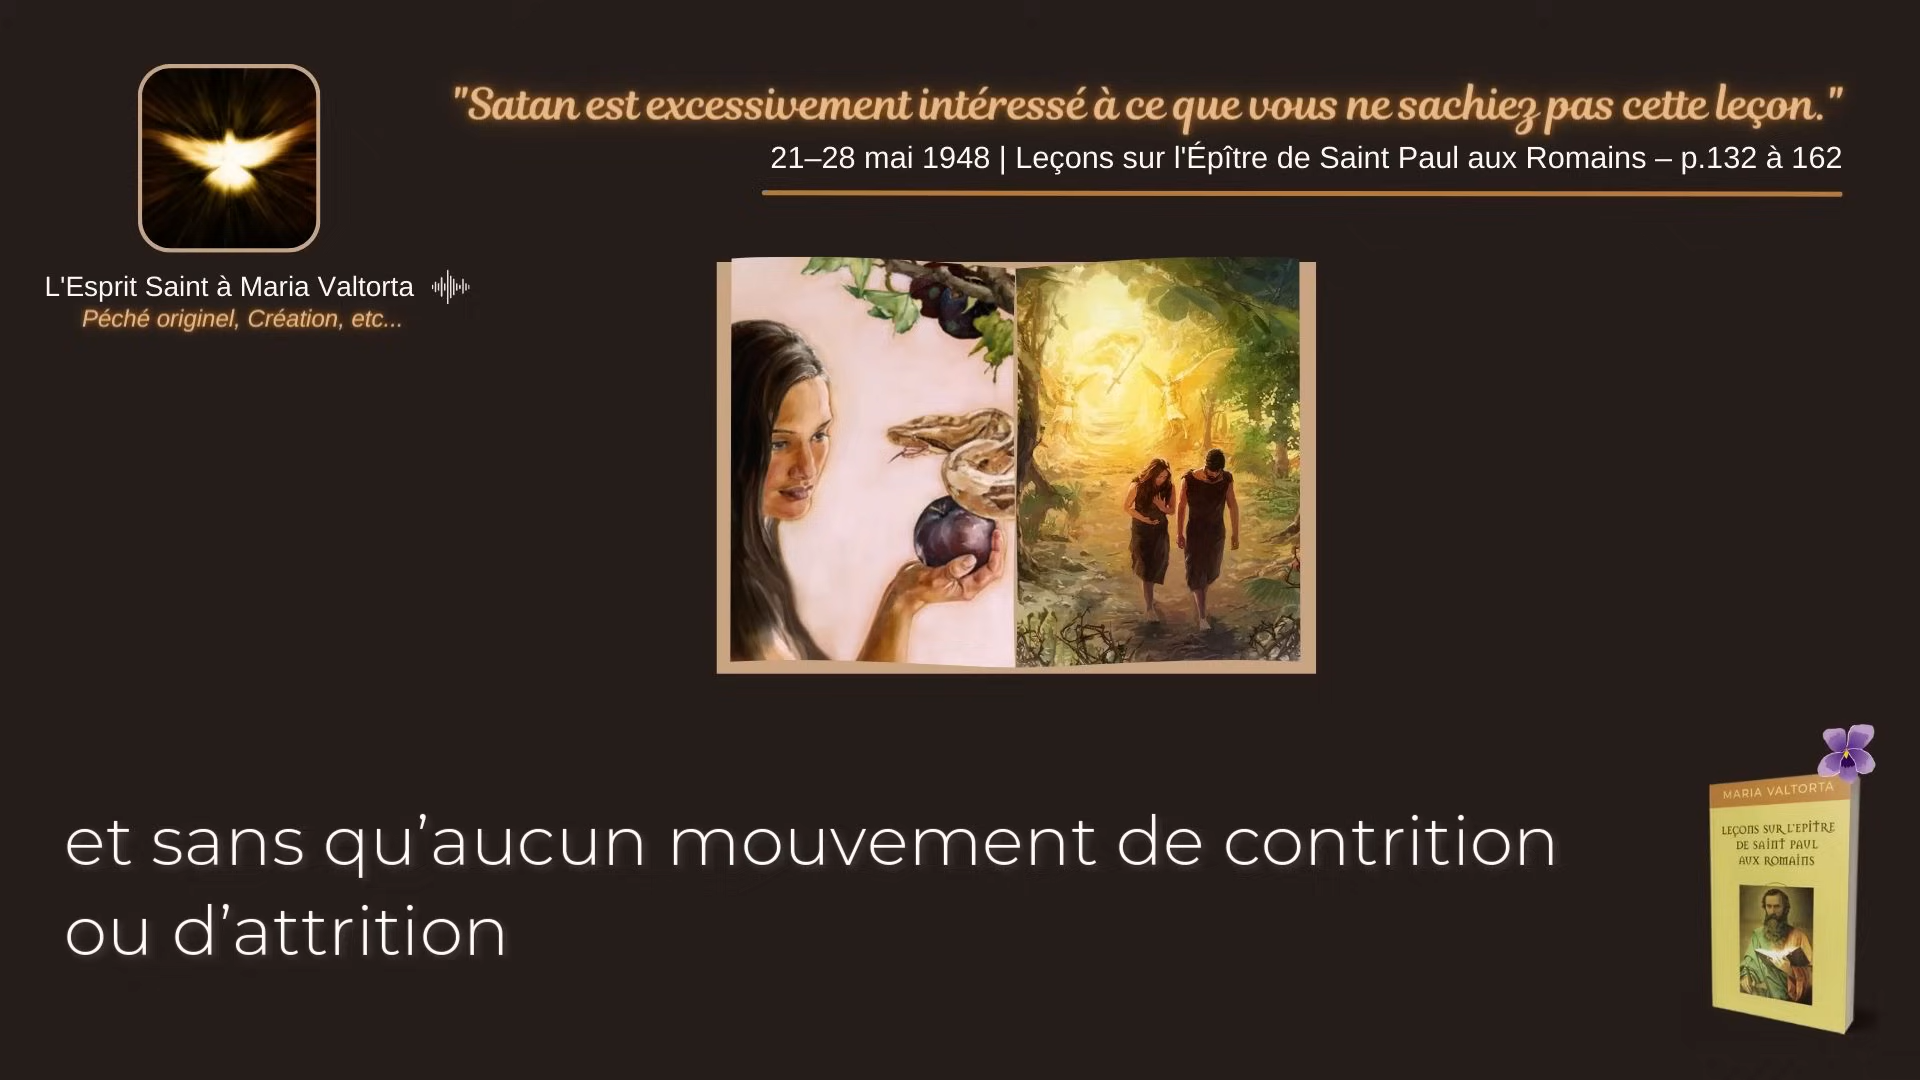 "Satan est excessivement intéressé à ce que vous ne sachiez pas cette leçon."
21–28 mai 1948 | Leçons sur l'Épître de Saint Paul aux Romains – p.132 à 162
L'Esprit Saint à Maria Valtorta
Péché originel, Création, etc...
et sans qu’aucun mouvement de contrition
ou d’attrition
MARIA VALTORTA
LEÇONS SUR L'EPÎTRE
DE SAINT PAUL
AUX ROMAINS